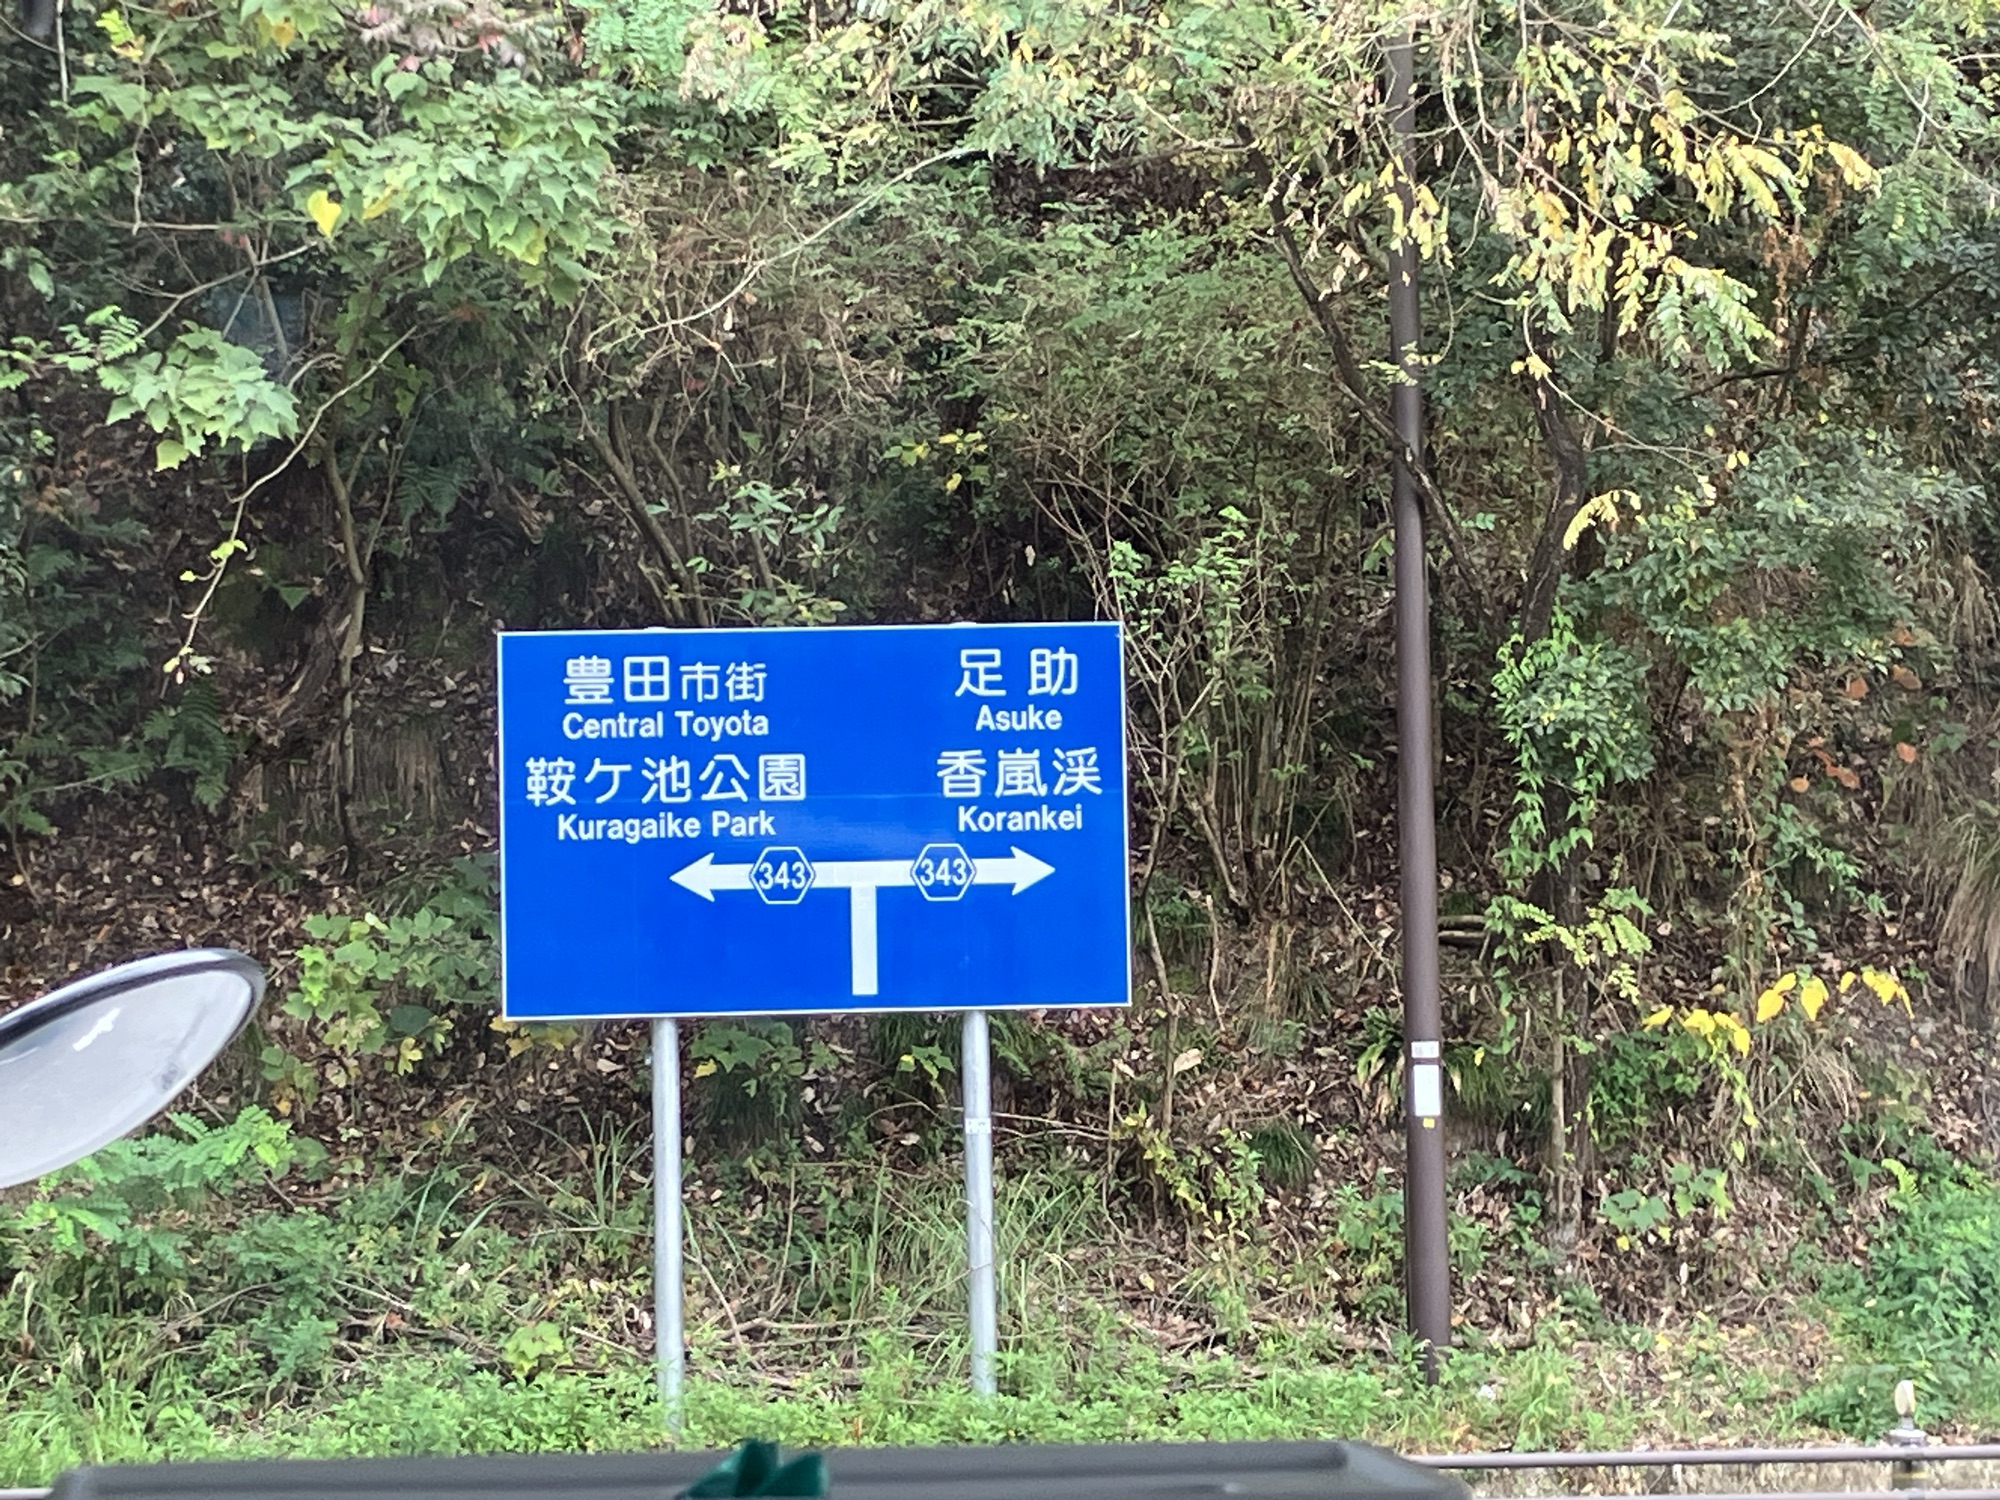 豊田市街
Central Toyota
鞍ケ池公園
Kuragaike Park
足助
Asuke
香嵐渓
Korankei
343
343